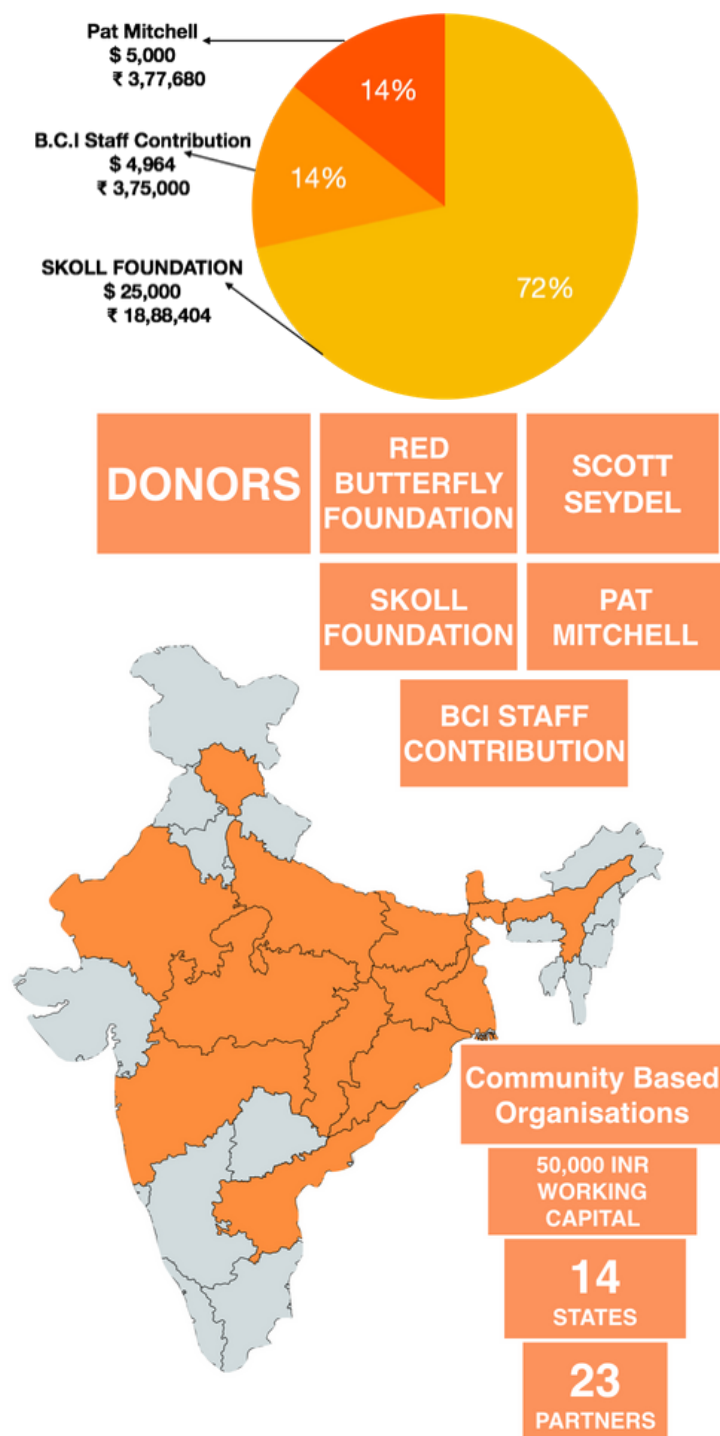 Pat Mitchell
$ 5,000
₹ 3,77,680
14%
B.C.I Staff Contribution
$ 4,964
₹ 3,75,000
14%
SKOLL FOUNDATION
$ 25,000
₹ 18,88,404
72%
DONORS
RED
BUTTERFLY
FOUNDATION
SCOTT
SEYDEL
SKOLL
FOUNDATION
PAT
MITCHELL
BCI STAFF
CONTRIBUTION
Community Based
Organisations
50,000 INR
WORKING
CAPITAL
14
STATES
23
PARTNERS